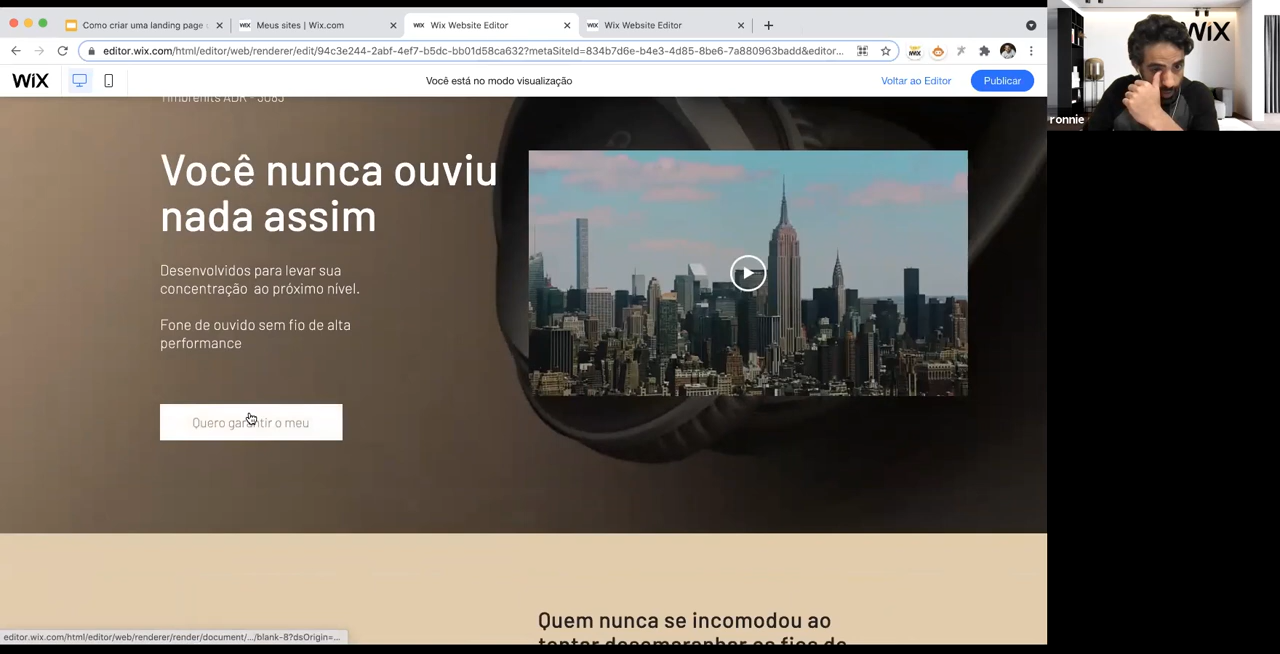 Como criar uma landing page
Meus sites | Wix.com
Wix Website Editor
Wix Website Editor
editor.wix.com/html/editor/web/renderer/edit/94c3e244-2abf-4ef7-b5dc-bb01d58ca632?metaSiteId=834b7d6e-b4e3-4d85-8be6-7a880963badd&editor...
WiX
Você está no modo visualização
Voltar ao Editor
Publicar
WiX
ronnie
Você nunca ouviu
nada assim
Desenvolvidos para levar sua
concentração ao próximo nível.
Fone de ouvido sem fio de alta
performance
Quero garantir o meu
Quem nunca se incomodou ao
editor.wix.com/html/editor/web/renderer/render/document/.../blank-8?dsOrigin=...